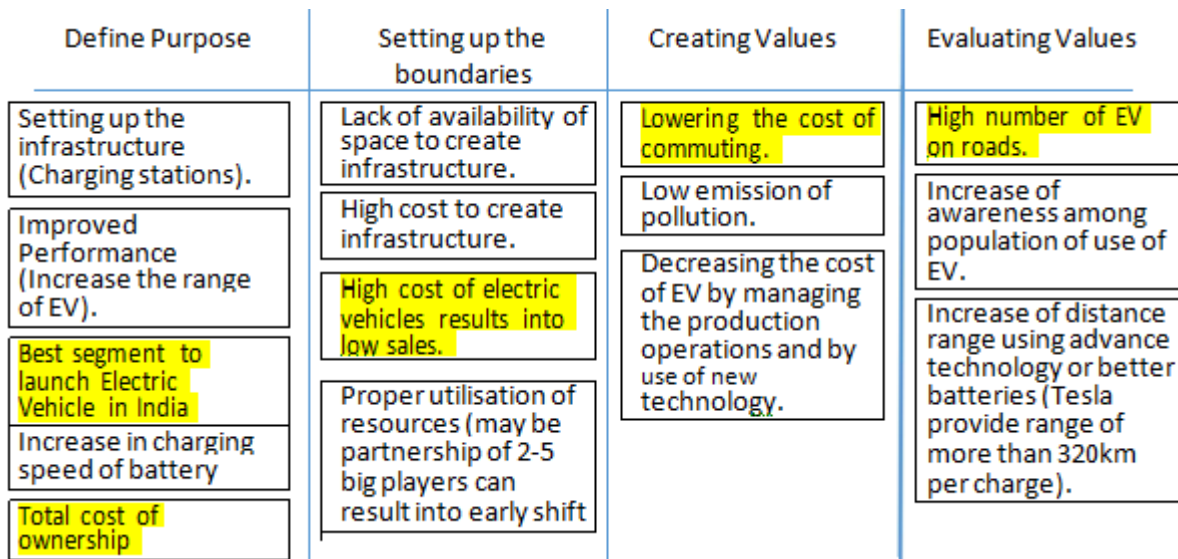 Define Purpose
Setting up the
infrastructure
(Charging stations).
Improved
Performance
(Increase the range
of EV).
Best segment to
launch Electric
Vehicle in India
Increase in charging
speed of battery
Total cost of
ownership
Setting up the
boundaries
Lack of availability of
space to create
infrastructure.
High cost to create
infrastructure.
High cost of electric
vehicles results into
low sales.
Proper utilisation of
resources (may be
partnership of 2-5
big players can
result into early shift
Creating Values
Lowering the cost of
commuting.
Low emission of
pollution.
Decreasing the cost
of EV by managing
the production
operations and by
use of new
technology.
Evaluating Values
High number of EV
on roads.
Increase of
awareness among
population of use of
EV.
Increase of distance
range using advance
technology or better
batteries (Tesla
provide range of
more than 320km
per charge).